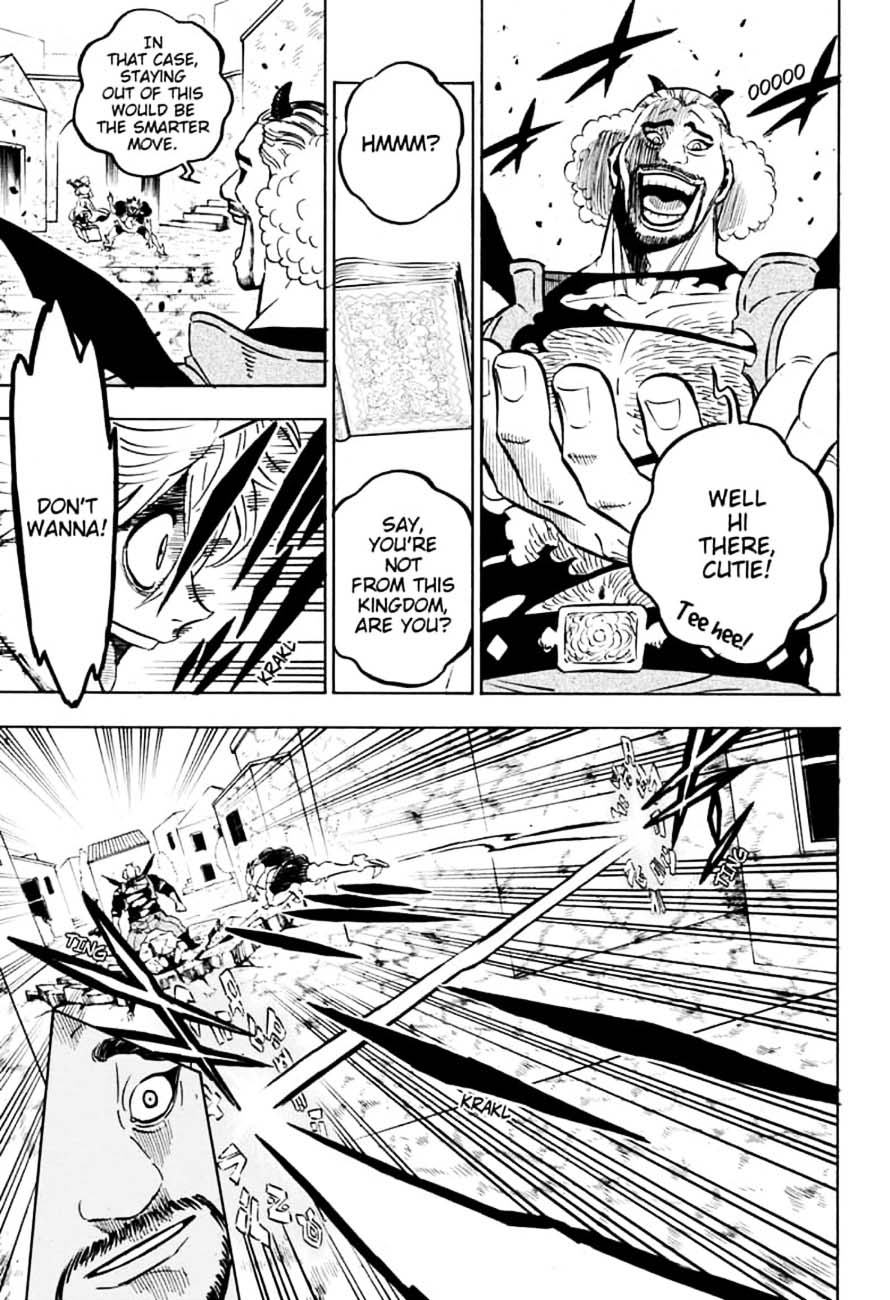 OOOOO
WELL
HI
THERE,
CUTIE!
Tee hee!
HMMM?
SAY,
YOU'RE
NOT
FROM THIS
KINGDOM,
ARE YOU?
IN
THAT CASE,
STAYING
OUT OF THIS
WOULD BE
THE SMARTER
MOVE.
DON'T
WANNA!
KRAKL
TING
TING
KRAKL